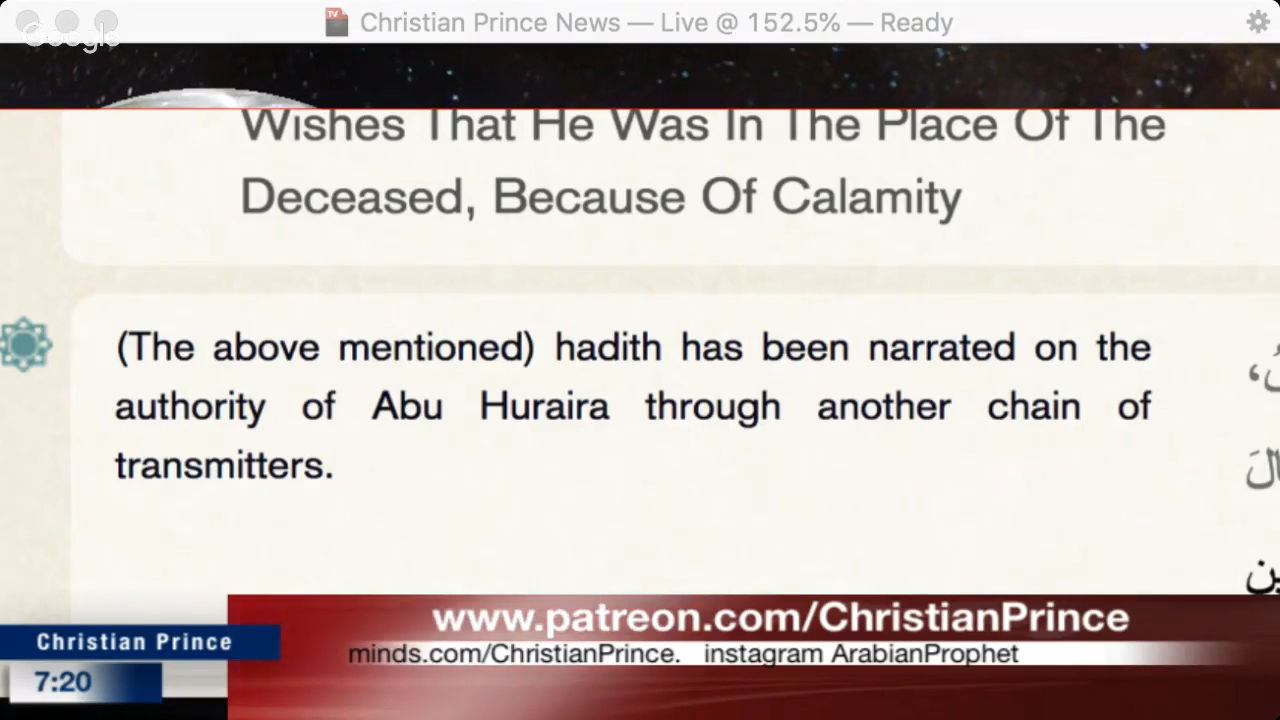 Christian Prince News — Live @ 152.5% — Ready
Google
Wishes That He Was In The Place Of The
Deceased, Because Of Calamity
(The above mentioned) hadith has been narrated on the
authority of Abu Huraira through another chain of
transmitters.
www.patreon.com/ChristianPrince
Christian Prince
minds.com/ChristianPrince. instagram ArabianProphet
7:20